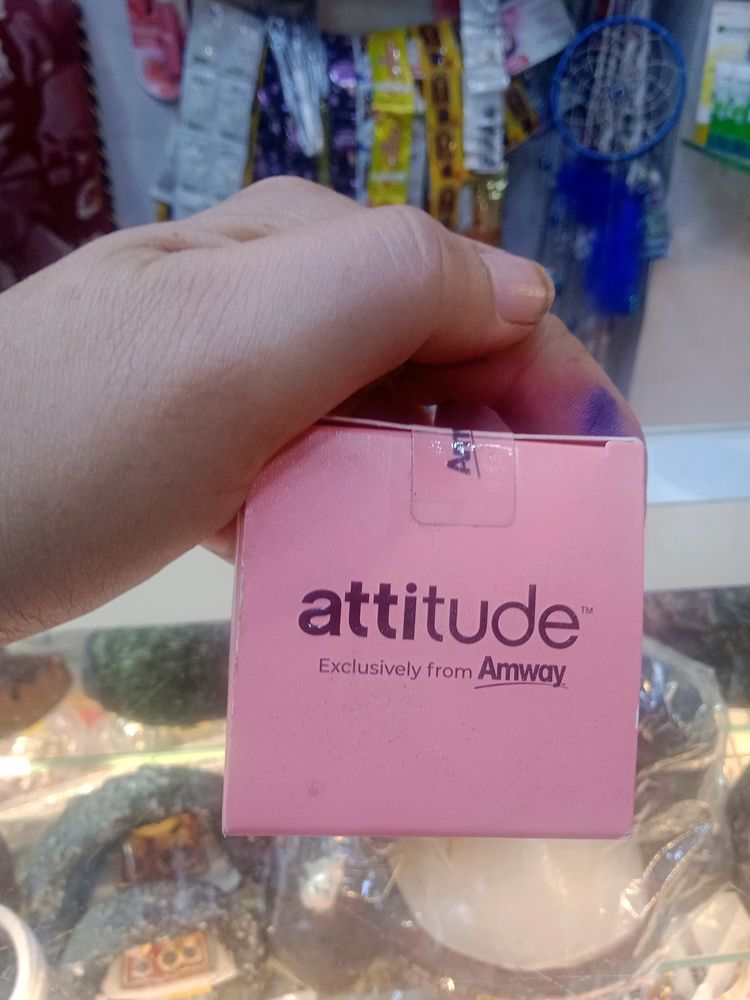 attitude™
Exclusively from Amway